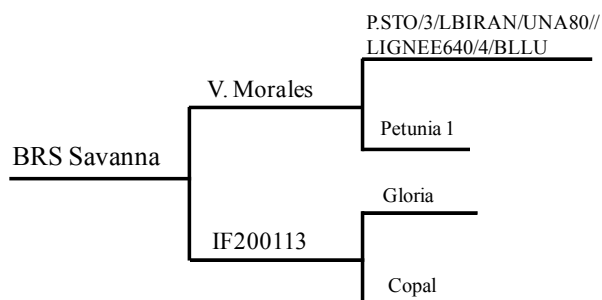 P.STO/3/LBIRAN/UNA80//
LIGNEE640/4/BLLU
V. Morales
Petunia 1
BRS Savanna
Gloria
IF200113
Copal